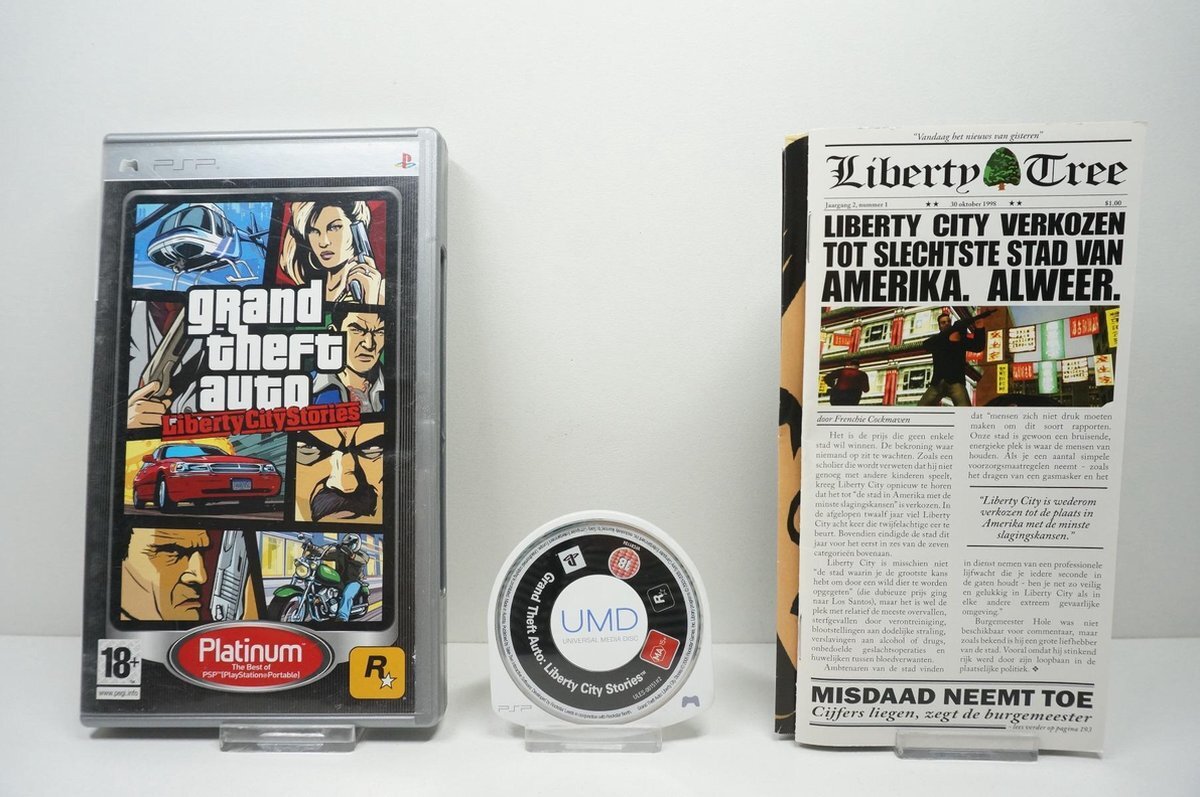 PSP
grand
theft
auto
Liberty City Stories
18+
www.pegi.info
Platinum™
The Best of
PSP™ (PlayStation®Portable)
R
18
R
UMD
UNIVERSAL MEDIA DISC
MA 15+
Grand Theft Auto: Liberty City Stories™
PSP
"Vandaag het nieuws van gisteren"
Liberty Tree
Jaargang 2, nummer 1 ★★ 30 oktober 1998 ★★ $1.00
LIBERTY CITY VERKOZEN
TOT SLECHTSTE STAD VAN
AMERIKA. ALWEER.
door Frenchie Cockmaven
Het is de prijs die geen enkele
stad wil winnen. De bekroning waar
niemand op zit te wachten. Zoals een
scholier die wordt verweten dat hij niet
genoeg met andere kinderen speelt,
kreeg Liberty City opnieuw te horen
dat het tot "de stad in Amerika met de
minste slagingskansen" is verkozen. In
de afgelopen twaalf jaar viel Liberty
City acht keer die twijfelachtige eer te
beurt. Bovendien eindigde de stad dit
jaar voor het eerst in zes van de zeven
categorieën bovenaan.
Liberty City is misschien niet
"de stad waarin je de grootste kans
hebt om door een wild dier te worden
opgegeten" (die dubieuze prijs ging
naar Los Santos), maar het is wel de
plek met relatief de meeste overvallen,
sterfgevallen door verontreiniging,
blootstellingen aan dodelijke straling,
verslavingen aan alcohol of drugs,
onbedoelde geslachtsoperaties en
huwelijken tussen bloedverwanten.
Ambtenaren van de stad vinden
dat "mensen zich niet druk moeten
maken om dit soort rapporten.
Onze stad is gewoon een bruisende,
energieke plek is waar de mensen van
houden. Als je een aantal simpele
voorzorgsmaatregelen neemt - zoals
het dragen van een gasmasker en het
"Liberty City is wederom
verkozen tot de plaats in
Amerika met de minste
slagingskansen."
in dienst nemen van een professionele
lijfwacht die je iedere seconde in
de gaten houdt - ben je net zo veilig
en gelukkig in Liberty City als in
elke andere extreem gevaarlijke
omgeving."
Burgemeester Hole was niet
beschikbaar voor commentaar, maar
zoals bekend is hij een grote liefhebber
van de stad. Vooral omdat hij stinkend
rijk werd door zijn loopbaan in de
plaatselijke politiek. ❖
MISDAAD NEEMT TOE
Cijfers liegen, zegt de burgemeester
lees verder op pagina 193